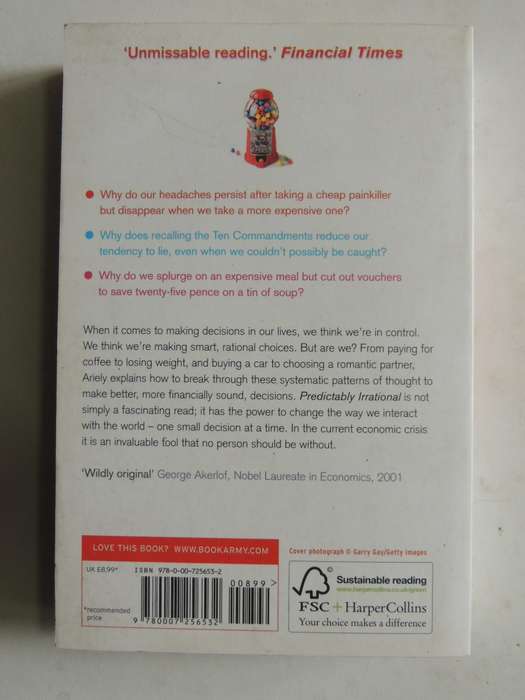 ‘Unmissable reading.’ Financial Times
Why do our headaches persist after taking a cheap painkiller
but disappear when we take a more expensive one?
Why does recalling the Ten Commandments reduce our
tendency to lie, even when we couldn’t possibly be caught?
Why do we splurge on an expensive meal but cut out vouchers
to save twenty-five pence on a tin of soup?
When it comes to making decisions in our lives, we think we’re in control.
We think we’re making smart, rational choices. But are we? From paying for
coffee to losing weight, and buying a car to choosing a romantic partner,
Ariely explains how to break through these systematic patterns of thought to
make better, more financially sound, decisions. Predictably Irrational is not
simply a fascinating read; it has the power to change the way we interact
with the world – one small decision at a time. In the current economic crisis
it is an invaluable fool that no person should be without.
‘Wildly original’ George Akerlof, Nobel Laureate in Economics, 2001
LOVE THIS BOOK? WWW.BOOKARMY.COM
UK £8.99*
ISBN 978-0-00-725653-2
00899 >
*recommended
price
9 780007 256532
Cover photograph © Garry Gay/Getty images
©
Sustainable reading
www.harpercollins.co.uk/green
FSC + HarperCollins
Your choice makes a difference